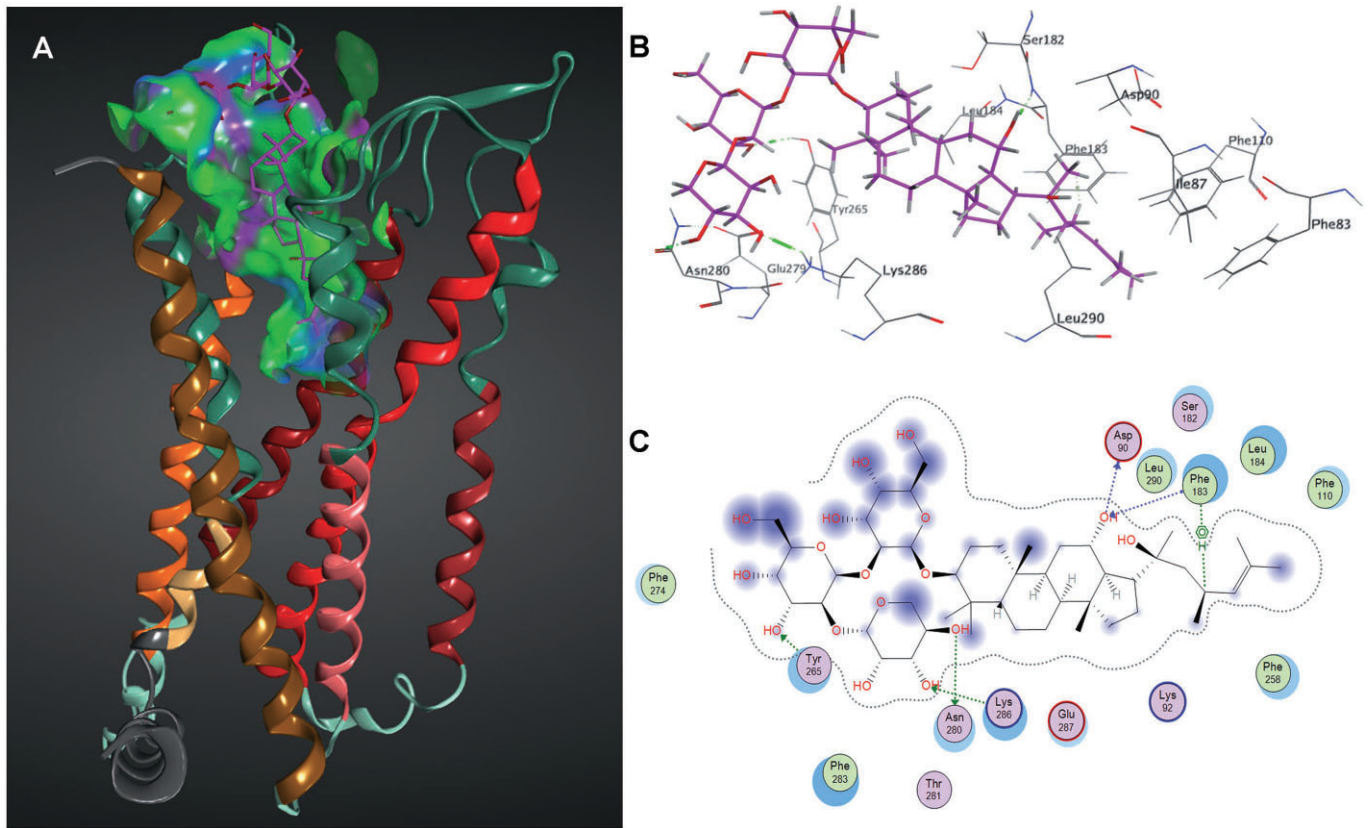 A
B
Ser182
Asp90
Leu184
Phe110
Phe183
Ile87
Tyr265
Phe83
Asn280
Glu279
Lys286
Leu290
C
Ser
182
Asp
90
HO
Leu
184
Leu
290
HO
Phe
183
Phe
110
OH
HO
HO
HO
O
H
O
O
H
H
HO
O
O
H
Phe
274
HO
O
H
OH
HO
Tyr
265
Phe
258
HO
OH
Lys
92
Asn
280
Lys
286
Glu
287
Phe
283
Thr
281